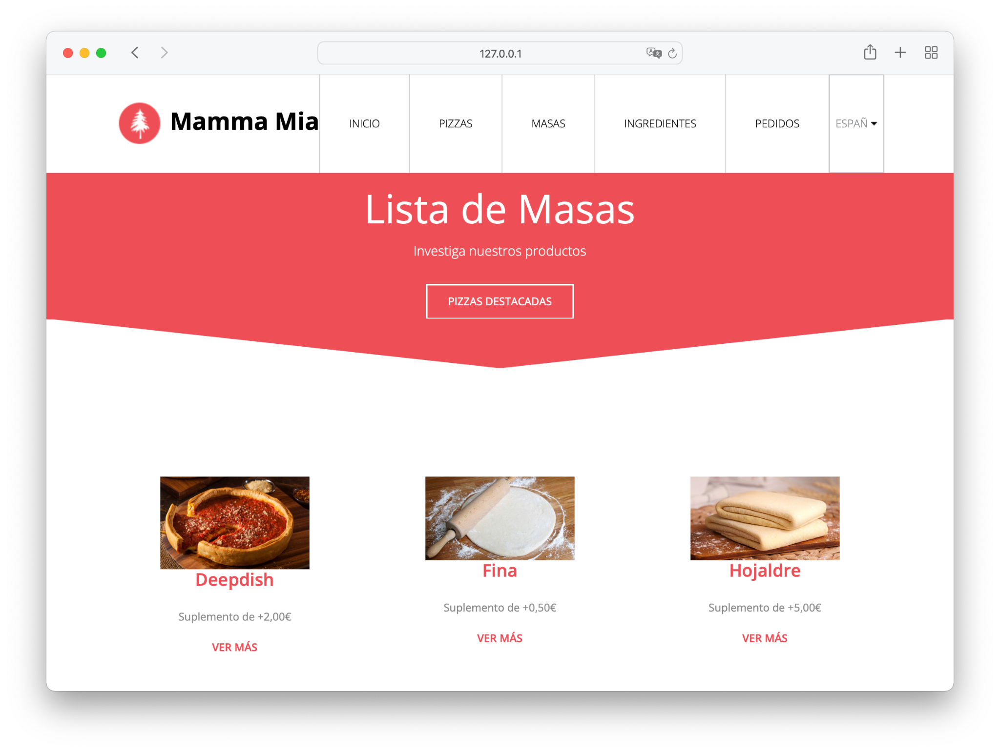 127.0.0.1
Mamma Mia
INICIO
PIZZAS
MASAS
INGREDIENTES
PEDIDOS
ESPAÑ
Lista de Masas
Investiga nuestros productos
PIZZAS DESTACADAS
Deepdish
Suplemento de +2,00€
VER MÁS
Fina
Suplemento de +0,50€
VER MÁS
Hojaldre
Suplemento de +5,00€
VER MÁS